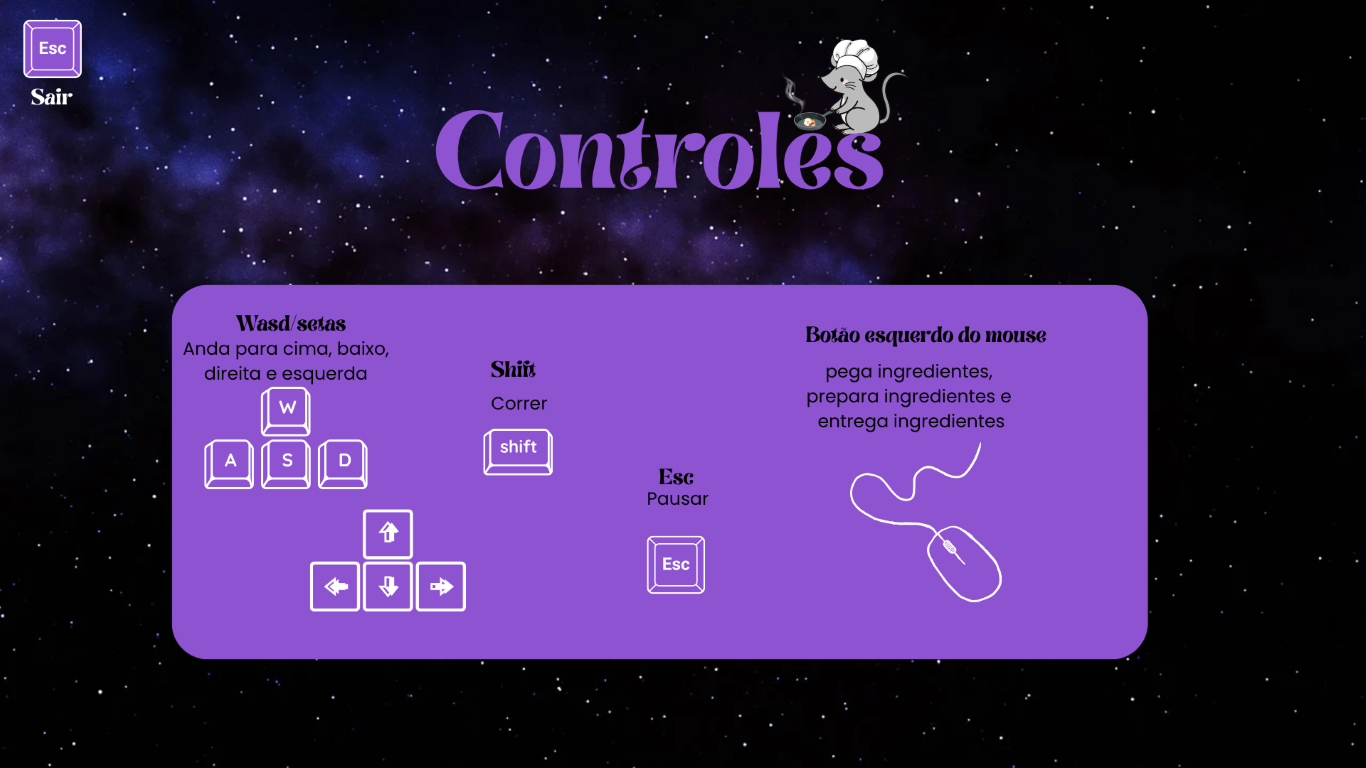 Esc
Sair
Controles
Wasd/setas
Anda para cima, baixo,
direita e esquerda
W
A S D
Shift
Correr
shift
Esc
Pausar
Esc
Botão esquerdo do mouse
pega ingredientes,
prepara ingredientes e
entrega ingredientes